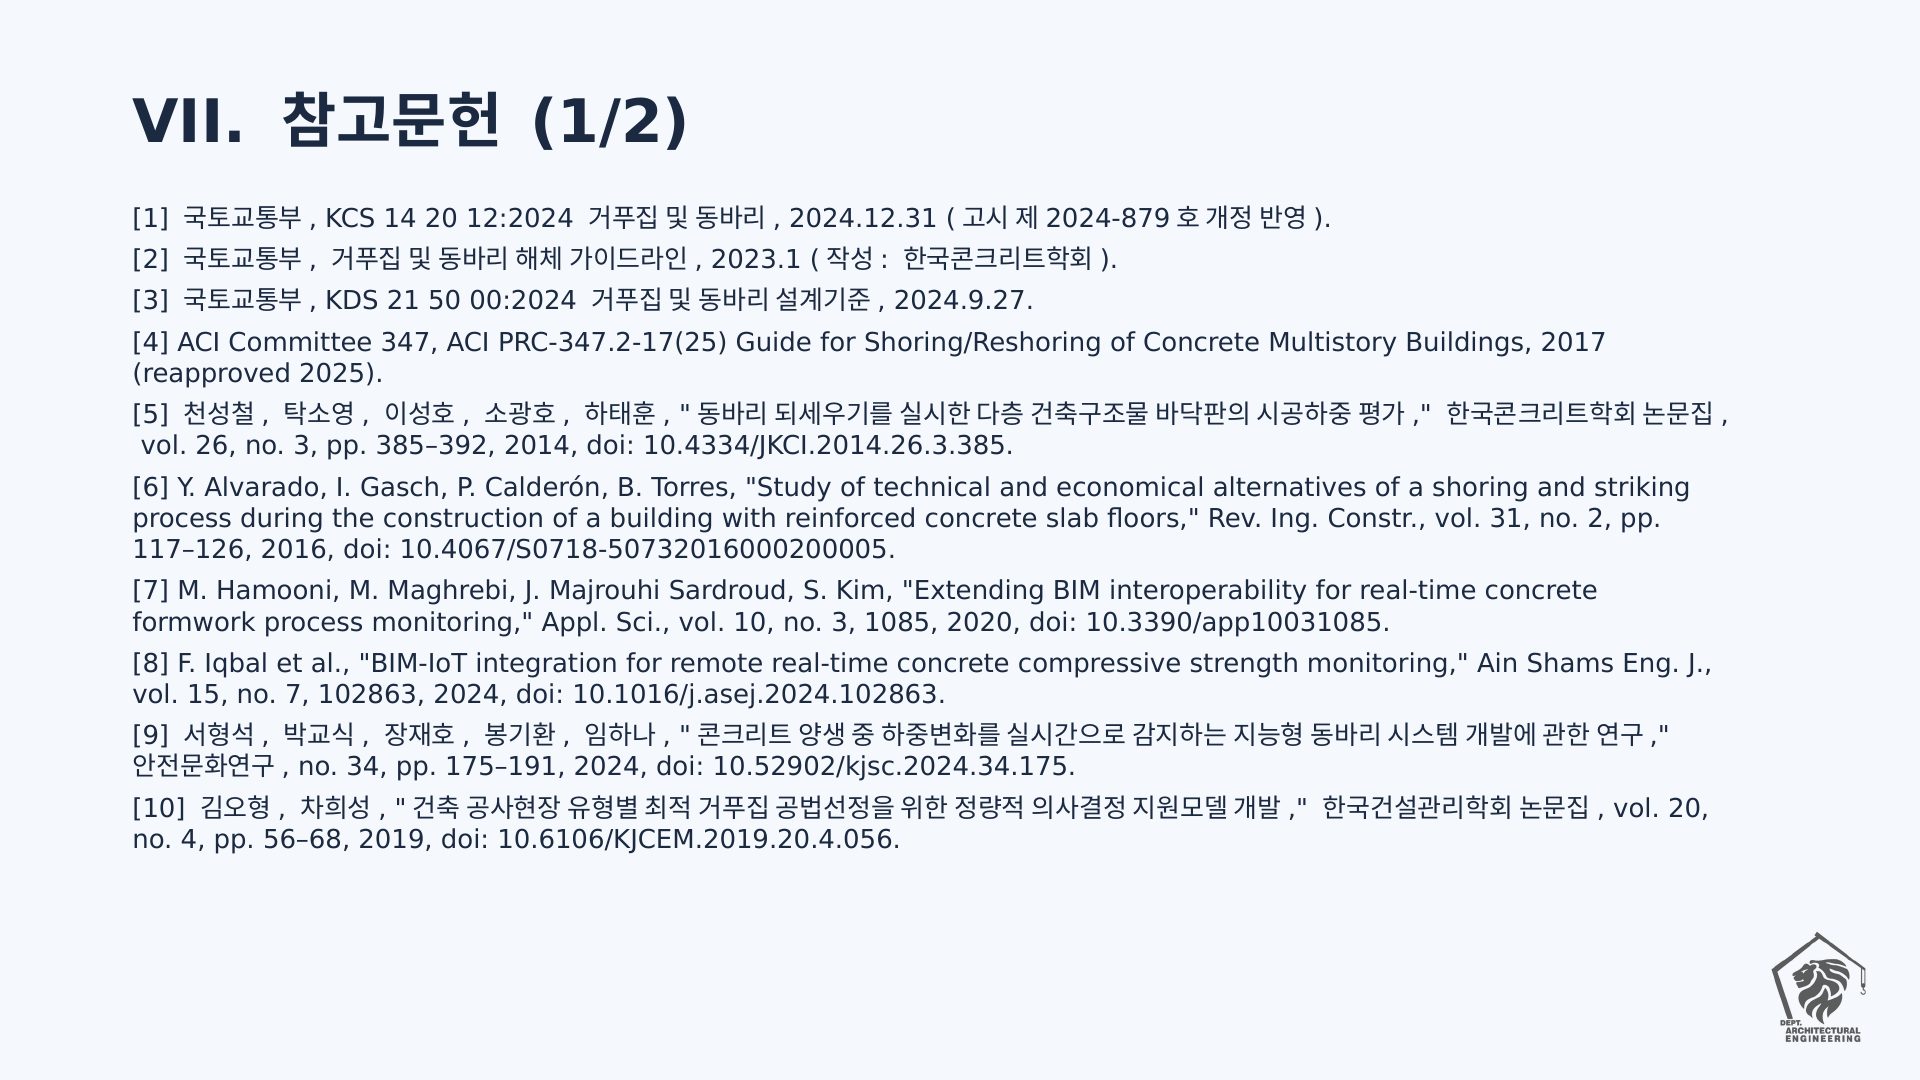 VII. 참고문헌 (1/2)
[1] 국토교통부 , KCS 14 20 12:2024 거푸집 및 동바리 , 2024.12.31 ( 고시 제 2024-879 호 개정 반영 ).
[2] 국토교통부 , 거푸집 및 동바리 해체 가이드라인 , 2023.1 ( 작성 : 한국콘크리트학회 ).
[3] 국토교통부 , KDS 21 50 00:2024 거푸집 및 동바리 설계기준 , 2024.9.27.
[4] ACI Committee 347, ACI PRC-347.2-17(25) Guide for Shoring/Reshoring of Concrete Multistory Buildings, 2017
(reapproved 2025).
[5] 천성철 , 탁소영 , 이성호 , 소광호 , 하태훈 , " 동바리 되세우기를 실시한 다층 건축구조물 바닥판의 시공하중 평가 ," 한국콘크리트학회 논문집 ,
vol. 26, no. 3, pp. 385–392, 2014, doi: 10.4334/JKCI.2014.26.3.385.
[6] Y. Alvarado, I. Gasch, P. Calderón, B. Torres, "Study of technical and economical alternatives of a shoring and striking
process during the construction of a building with reinforced concrete slab floors," Rev. Ing. Constr., vol. 31, no. 2, pp.
117–126, 2016, doi: 10.4067/S0718-50732016000200005.
[7] M. Hamooni, M. Maghrebi, J. Majrouhi Sardroud, S. Kim, "Extending BIM interoperability for real-time concrete
formwork process monitoring," Appl. Sci., vol. 10, no. 3, 1085, 2020, doi: 10.3390/app10031085.
[8] F. Iqbal et al., "BIM-IoT integration for remote real-time concrete compressive strength monitoring," Ain Shams Eng. J.,
vol. 15, no. 7, 102863, 2024, doi: 10.1016/j.asej.2024.102863.
[9] 서형석 , 박교식 , 장재호 , 봉기환 , 임하나 , " 콘크리트 양생 중 하중변화를 실시간으로 감지하는 지능형 동바리 시스템 개발에 관한 연구 ,"
안전문화연구 , no. 34, pp. 175–191, 2024, doi: 10.52902/kjsc.2024.34.175.
[10] 김오형 , 차희성 , " 건축 공사현장 유형별 최적 거푸집 공법선정을 위한 정량적 의사결정 지원모델 개발 ," 한국건설관리학회 논문집 , vol. 20,
no. 4, pp. 56–68, 2019, doi: 10.6106/KJCEM.2019.20.4.056.
DEPT.
ARCHITECTURAL
ENGINEERING